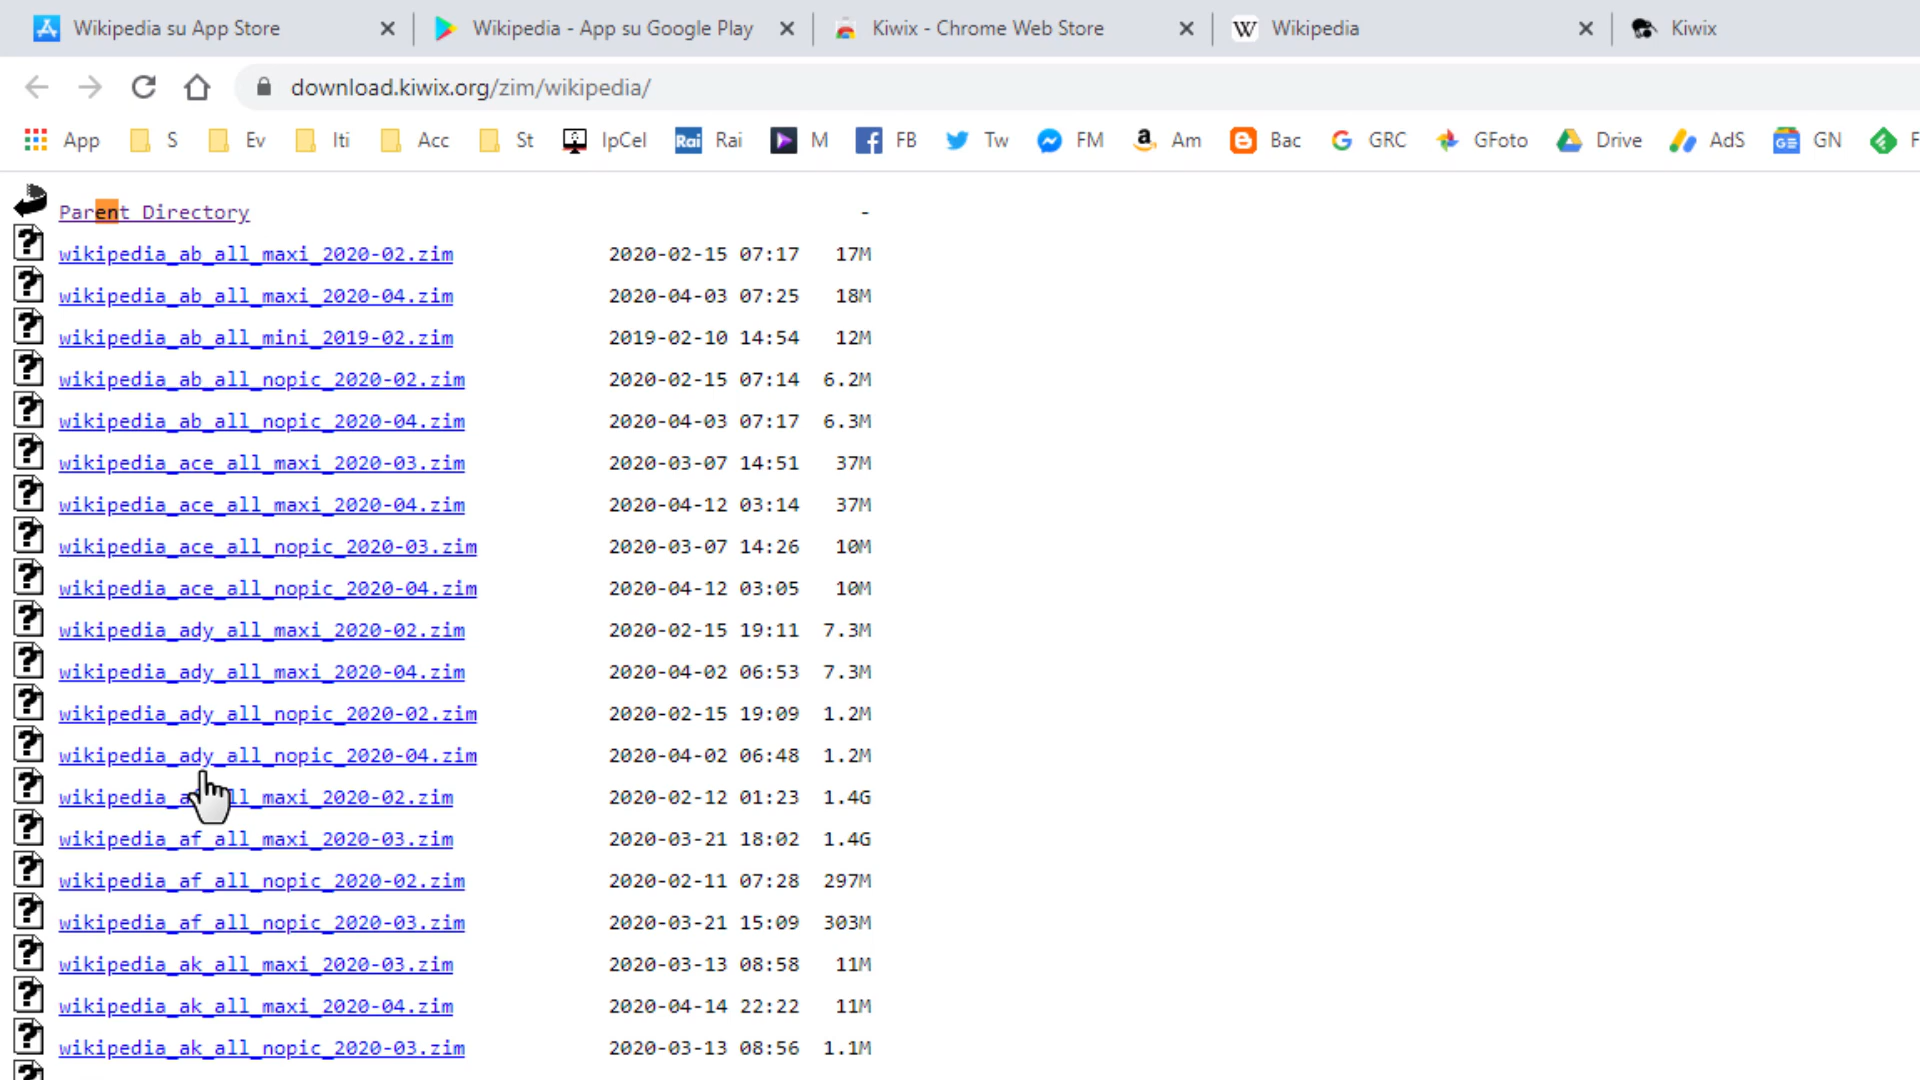 Wikipedia su App Store
Wikipedia - App su Google Play
Kiwix - Chrome Web Store
W Wikipedia
Kiwix
download.kiwix.org/zim/wikipedia/
App S Ev Iti Acc St IpCel Rai Rai M FB Tw FM a Am Bac G GRC GFoto Drive AdS GE GN F
Parent Directory -
wikipedia_ab_all_maxi_2020-02.zim 2020-02-15 07:17 17M
wikipedia_ab_all_maxi_2020-04.zim 2020-04-03 07:25 18M
wikipedia_ab_all_mini_2019-02.zim 2019-02-10 14:54 12M
wikipedia_ab_all_nopic_2020-02.zim 2020-02-15 07:14 6.2M
wikipedia_ab_all_nopic_2020-04.zim 2020-04-03 07:17 6.3M
wikipedia_ace_all_maxi_2020-03.zim 2020-03-07 14:51 37M
wikipedia_ace_all_maxi_2020-04.zim 2020-04-12 03:14 37M
wikipedia_ace_all_nopic_2020-03.zim 2020-03-07 14:26 10M
wikipedia_ace_all_nopic_2020-04.zim 2020-04-12 03:05 10M
wikipedia_ady_all_maxi_2020-02.zim 2020-02-15 19:11 7.3M
wikipedia_ady_all_maxi_2020-04.zim 2020-04-02 06:53 7.3M
wikipedia_ady_all_nopic_2020-02.zim 2020-02-15 19:09 1.2M
wikipedia_ady_all_nopic_2020-04.zim 2020-04-02 06:48 1.2M
2020-02-12 01:23 1.4G
wikipedia_af_all_maxi_2020-03.zim 2020-03-21 18:02 1.4G
wikipedia_af_all_nopic_2020-02.zim 2020-02-11 07:28 297M
wikipedia_af_all_nopic_2020-03.zim 2020-03-21 15:09 303M
wikipedia_ak_all_maxi_2020-03.zim 2020-03-13 08:58 11M
wikipedia_ak_all_maxi_2020-04.zim 2020-04-14 22:22 11M
wikipedia_ak_all_nopic_2020-03.zim 2020-03-13 08:56 1.1M